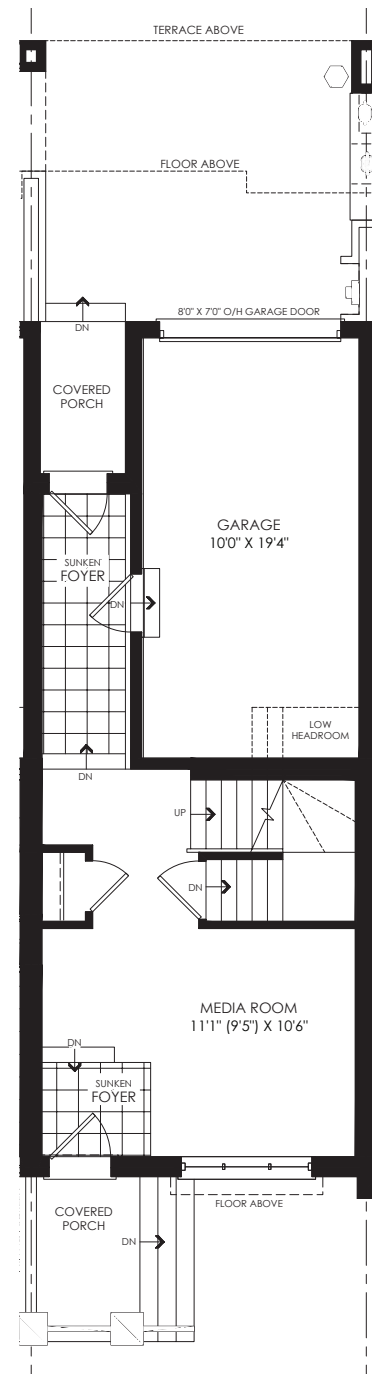 TERRACE ABOVE
FLOOR ABOVE
8'0" X 7'0" O/H GARAGE DOOR
DN
COVERED
PORCH
GARAGE
10'0" X 19'4"
SUNKEN
FOYER
DN
LOW
HEADROOM
DN
UP
DN
MEDIA ROOM
11'1" (9'5") X 10'6"
DN
SUNKEN
FOYER
FLOOR ABOVE
COVERED
PORCH
DN